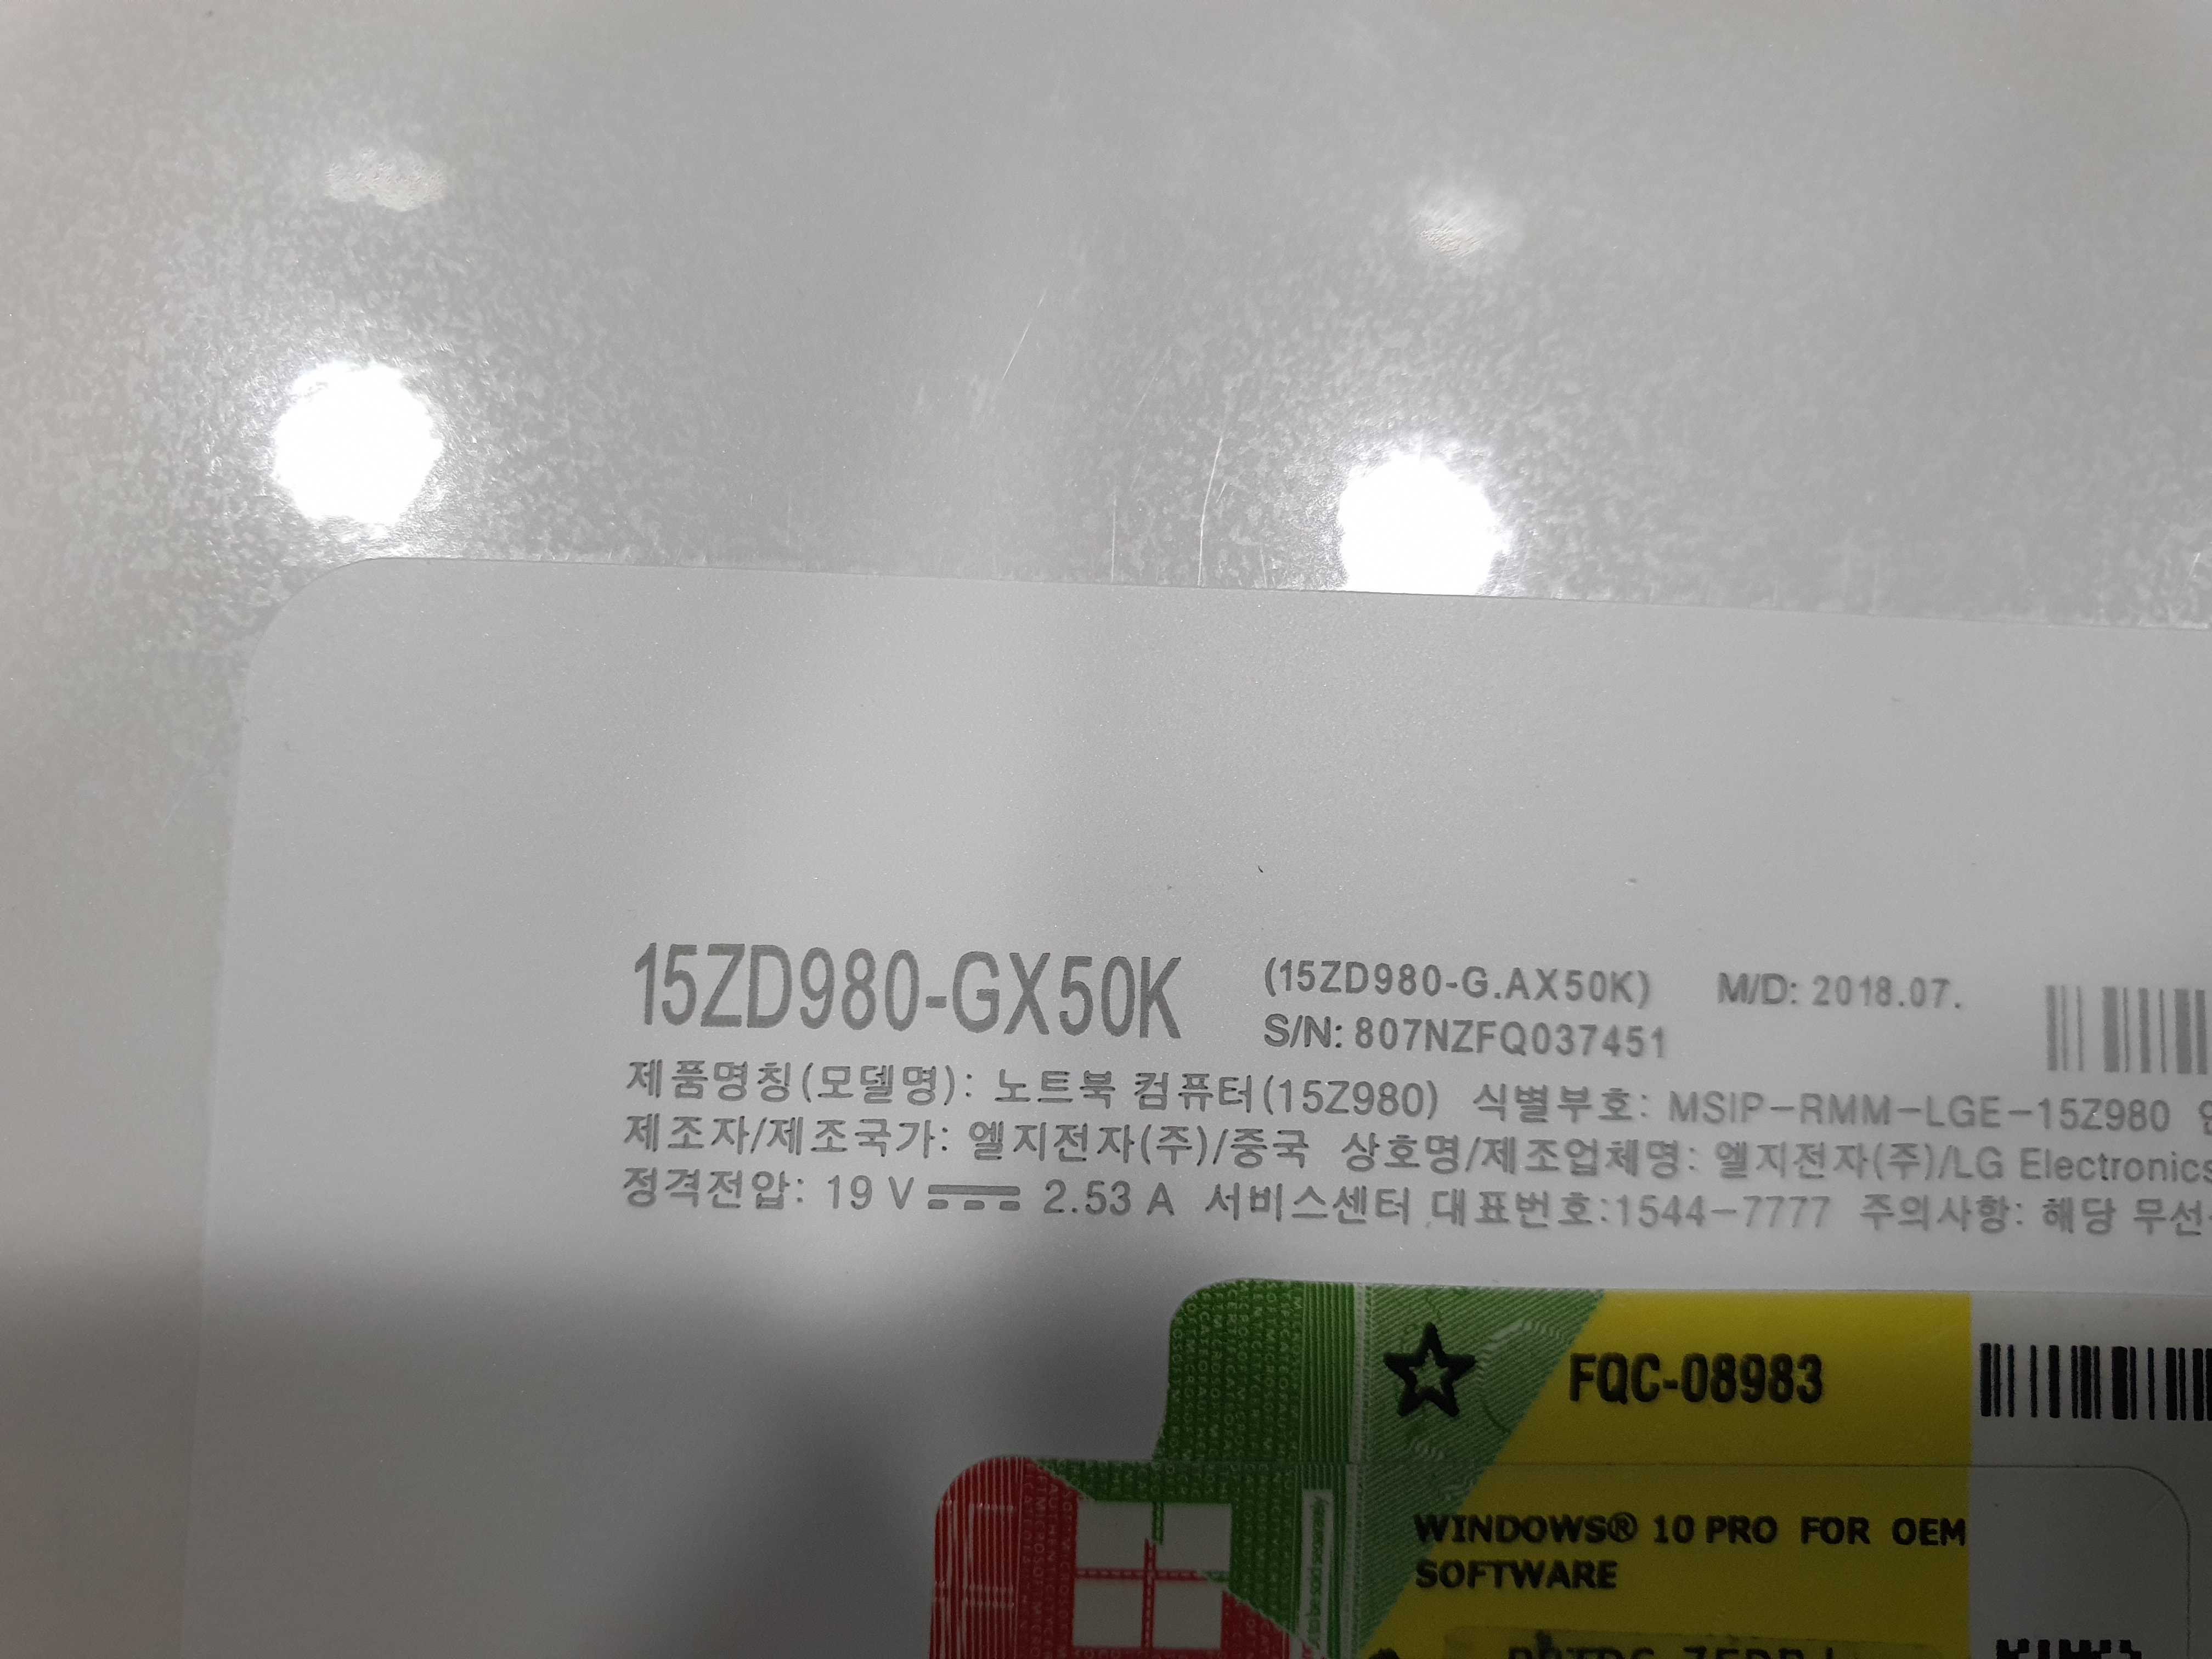 15ZD980-GX50K (15ZD980-G.AX50K) M/D: 2018.07.
S/N: 807NZFQ037451
제품명칭(모델명): 노트북 컴퓨터(15Z980) 식별부호: MSIP-RMM-LGE-15Z980
제조자/제조국가: 엘지전자(주)/중국 상호명/제조업체명: 엘지전자(주)/LG Electronics
정격전압: 19 V 2.53 A 서비스센터 대표번호:1544-7777 주의사항: 해당 무선
FQC-08983
WINDOWS® 10 PRO FOR OEM
SOFTWARE